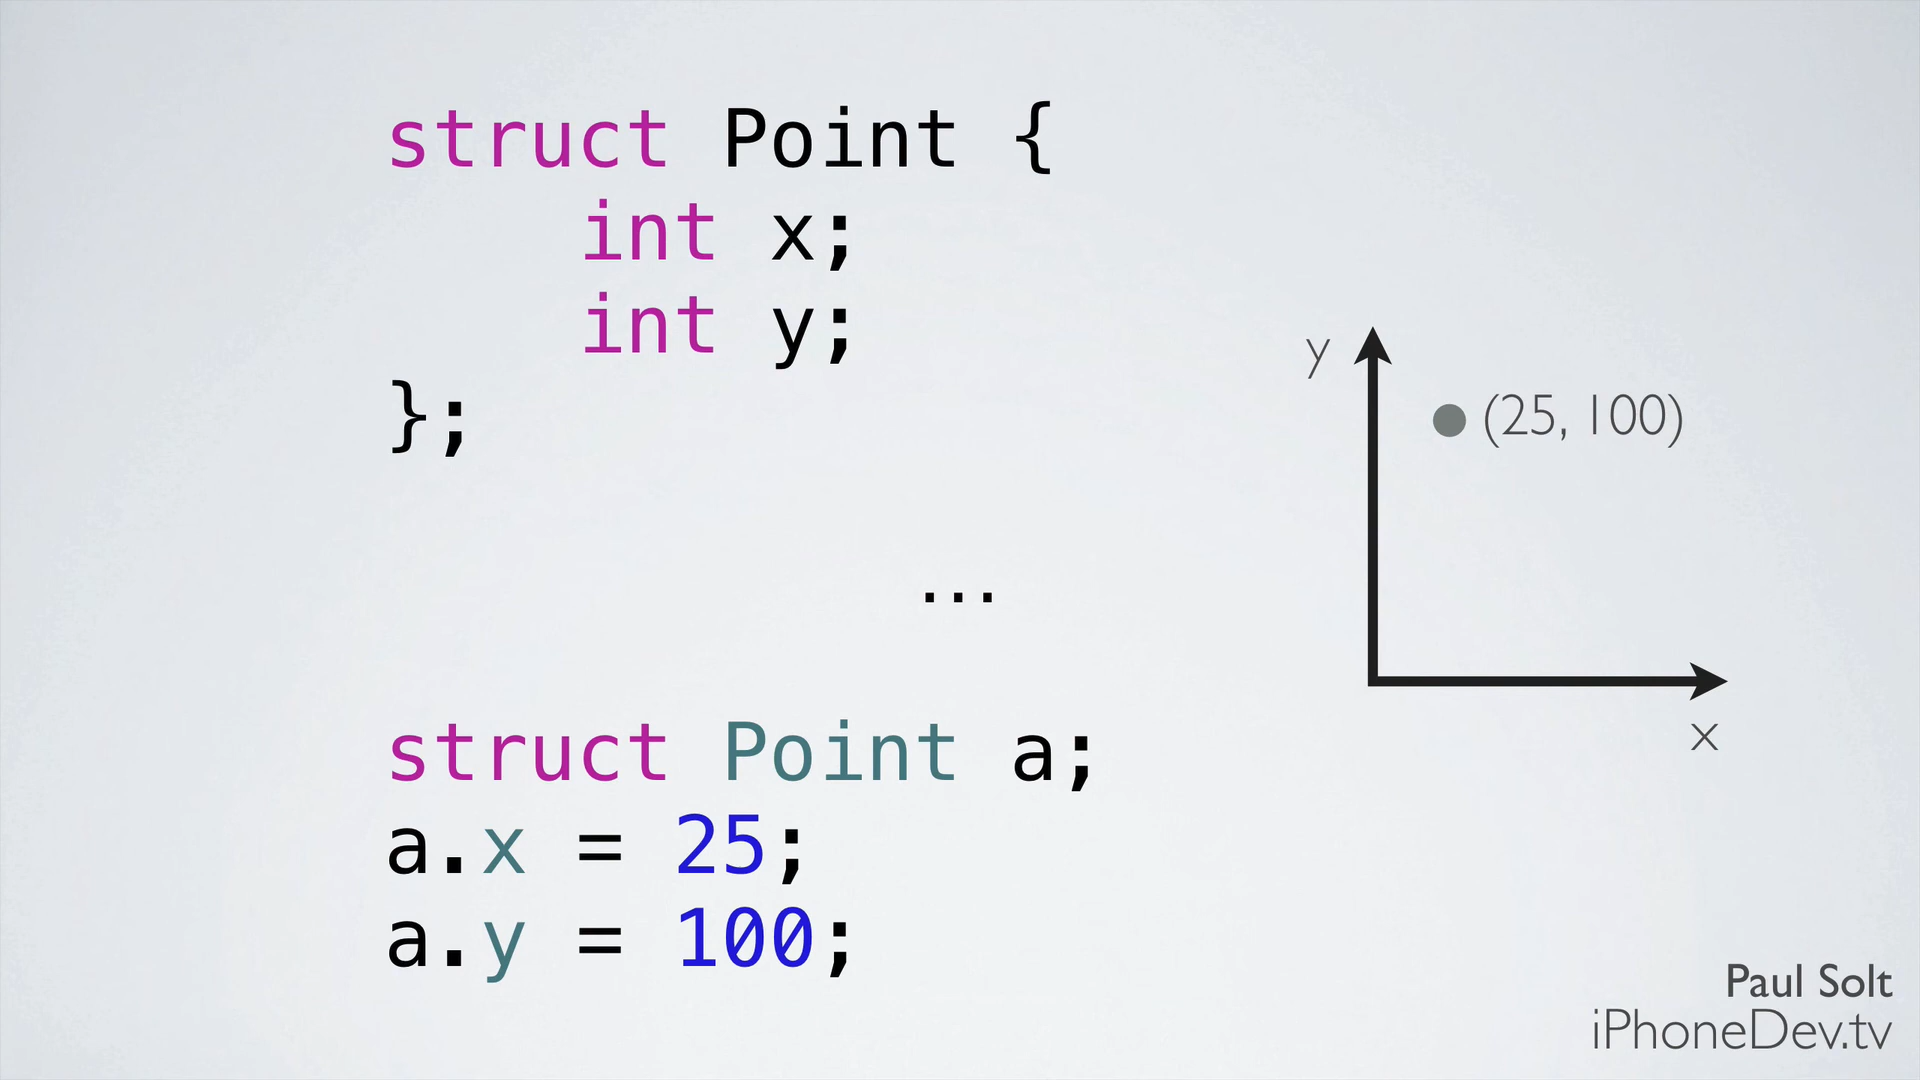 struct Point {
    int x;
    int y;
};
...
struct Point a;
a.x = 25;
a.y = 100;
y
(25, 100)
x
Paul Solt
iPhoneDev.tv